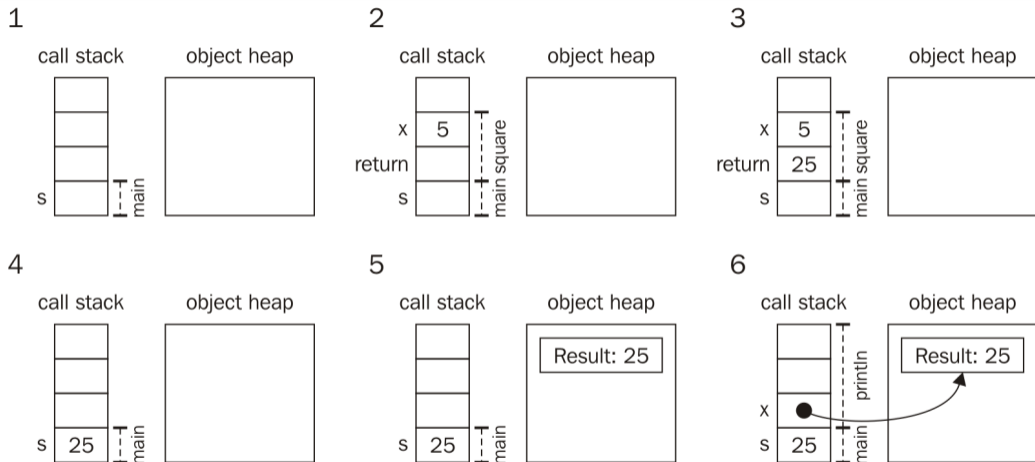 1
call stack object heap
s
main
2
call stack object heap
x 5
return
s
main square
3
call stack object heap
x 5
return 25
s
main square
4
call stack object heap
s 25
main
5
call stack object heap
Result: 25
s 25
main
6
call stack object heap
Result: 25
println
x
s 25
main